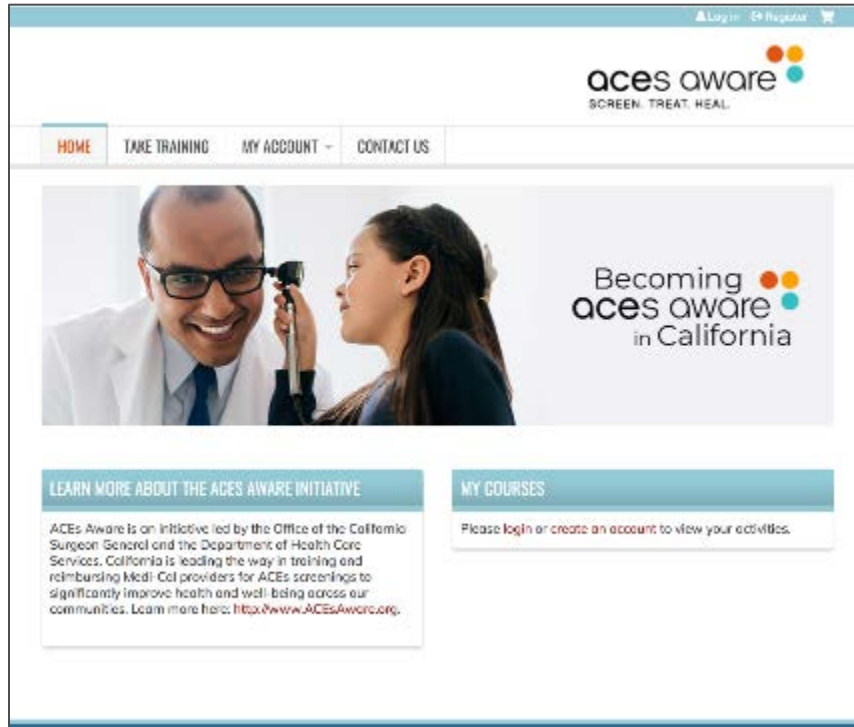 Log in Register
aces aware
SCREEN. TREAT. HEAL.
HOME TAKE TRAINING MY ACCOUNT CONTACT US
Becoming
aces aware
in California
LEARN MORE ABOUT THE ACES AWARE INITIATIVE
ACEs Aware is an initiative led by the Office of the California
Surgeon General and the Department of Health Care
Services. California is leading the way in training and
reimbursing Medi-Cal providers for ACEs screenings to
significantly improve health and well-being across our
communities. Learn more here: http://www.ACEsAware.org.
MY COURSES
Please login or create an account to view your activities.